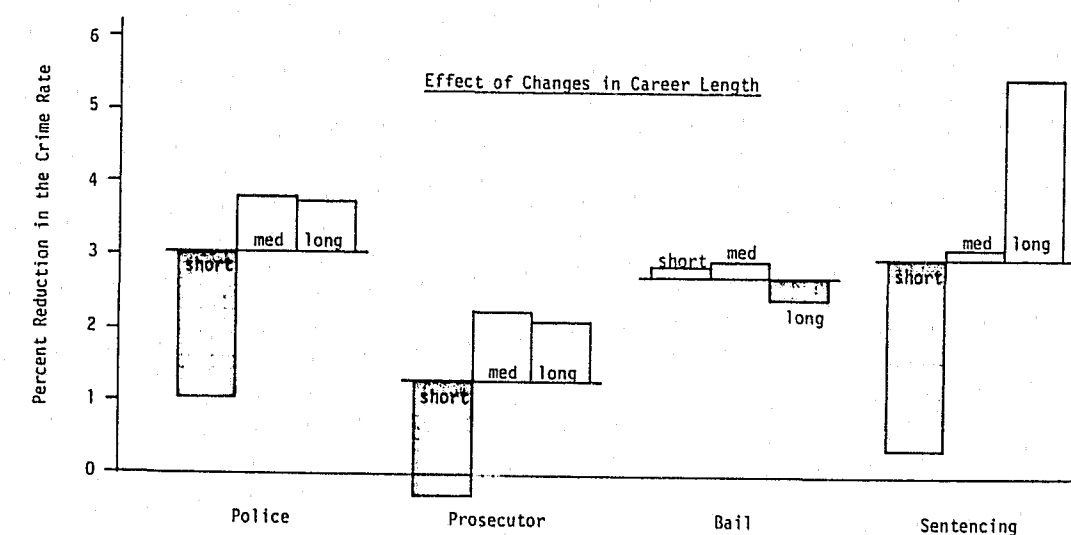 Effect of Changes in Career Length
Percent Reduction in the Crime Rate
6
5
4
3
2
1
0
short
med
long
short
med
long
short
med
long
short
med
long
Police
Prosecutor
Bail
Sentencing